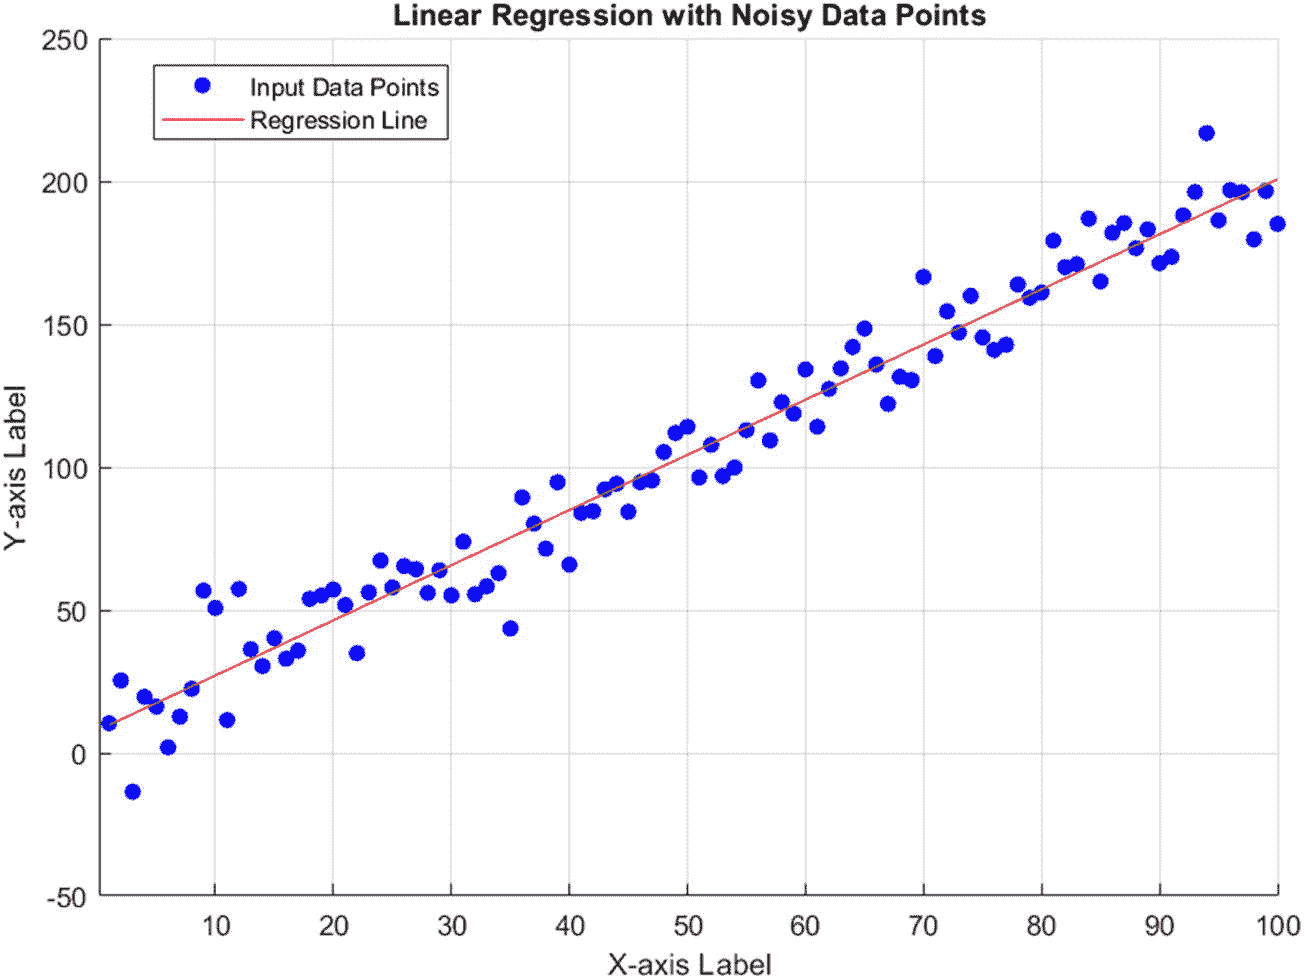 Linear Regression with Noisy Data Points
250
200
150
100
50
0
-50
Input Data Points
Regression Line
Y-axis Label
10 20 30 40 50 60 70 80 90 100
X-axis Label